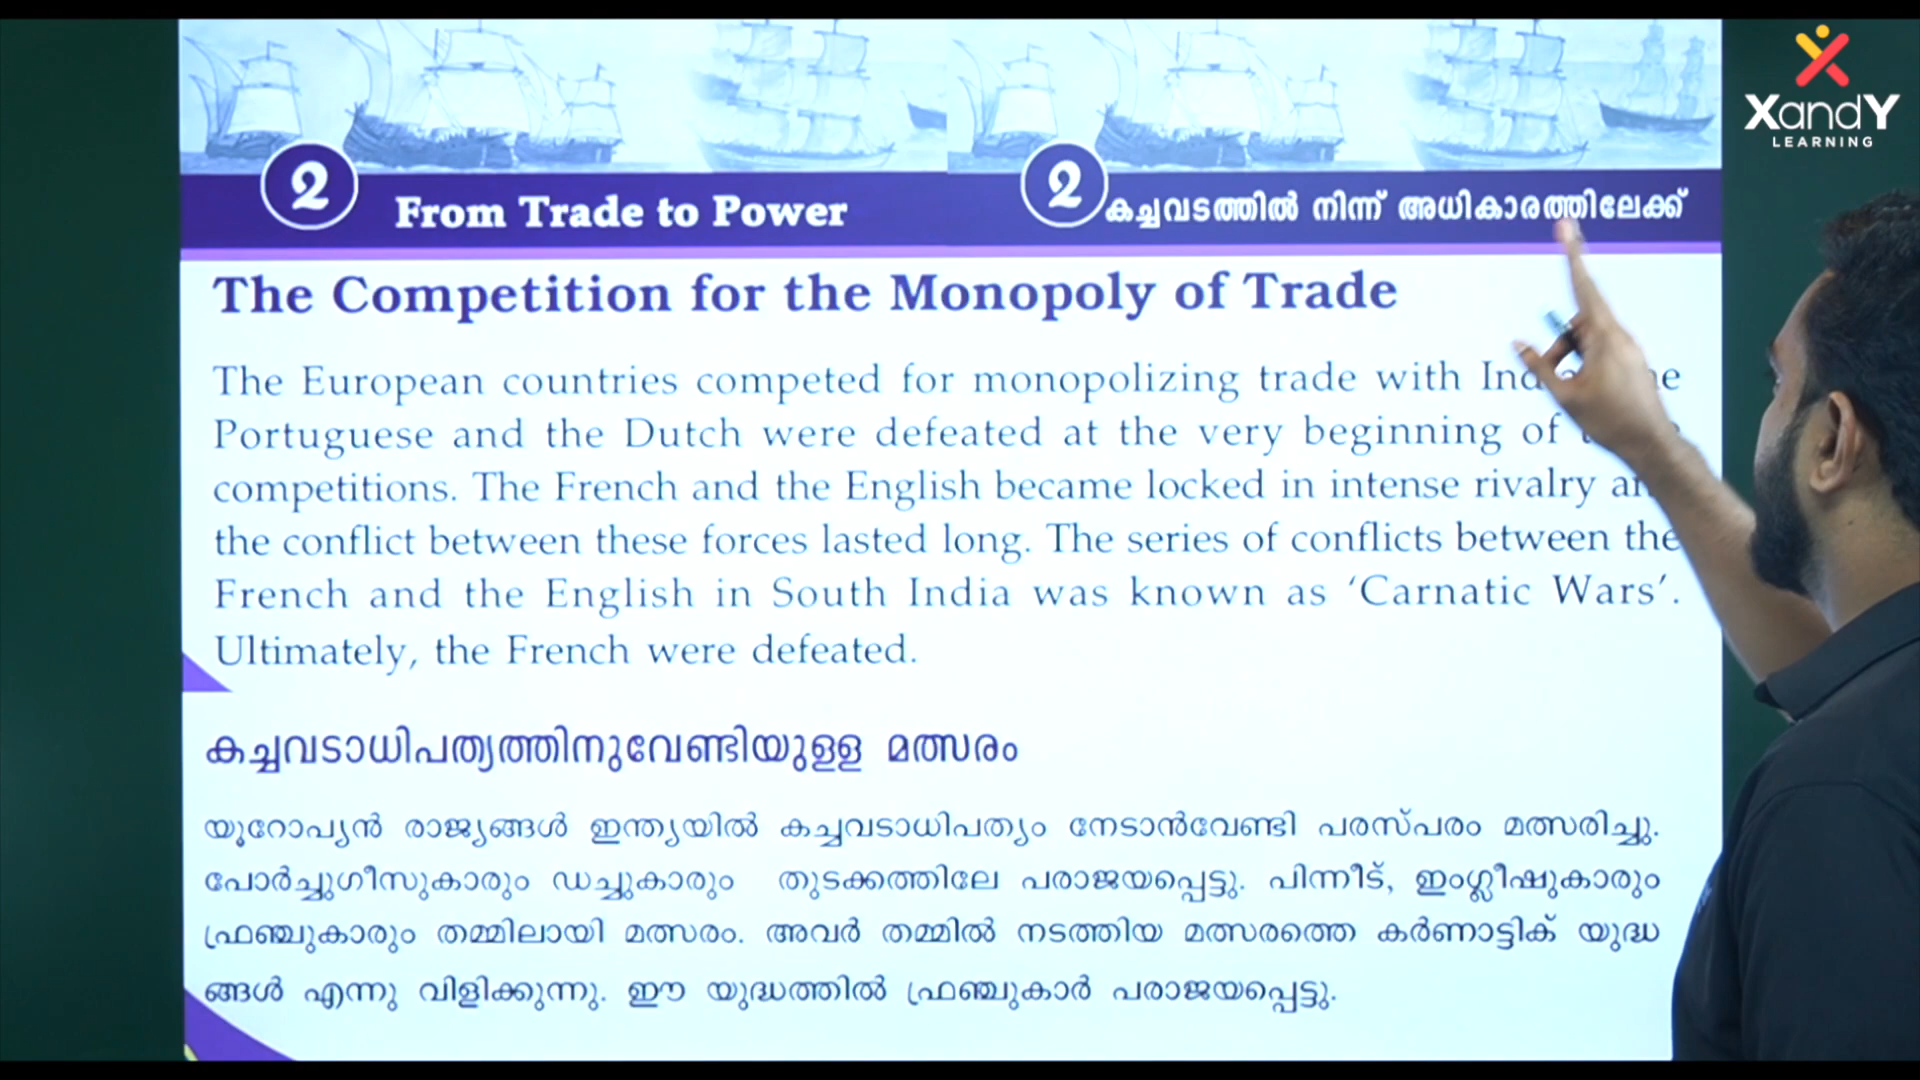 XandY
LEARNING
2 From Trade to Power
2 കച്ചവടത്തിൽ നിന്ന് അധികാരത്തിലേക്ക്
The Competition for the Monopoly of Trade
The European countries competed for monopolizing trade with
Portuguese and the Dutch were defeated at the very beginning of
competitions. The French and the English became locked in intense rivalry
the conflict between these forces lasted long. The series of conflicts between the
French and the English in South India was known as ‘Carnatic Wars’.
Ultimately, the French were defeated.
കച്ചവടാധിപത്യത്തിനുവേണ്ടിയുള്ള മത്സരം
യൂറോപ്യൻ രാജ്യങ്ങൾ ഇന്ത്യയിൽ കച്ചവടാധിപത്യം നേടാൻവേണ്ടി പരസ്പരം മത്സരിച്ചു.
പോർച്ചുഗീസുകാരും ഡച്ചുകാരും തുടക്കത്തിലേ പരാജയപ്പെട്ടു. പിന്നീട്, ഇംഗ്ലീഷുകാരും
ഫ്രഞ്ചുകാരും തമ്മിലായി മത്സരം. അവർ തമ്മിൽ നടത്തിയ മത്സരത്തെ കർണാട്ടിക് യുദ്ധ
ങ്ങൾ എന്നു വിളിക്കുന്നു. ഈ യുദ്ധത്തിൽ ഫ്രഞ്ചുകാർ പരാജയപ്പെട്ടു.